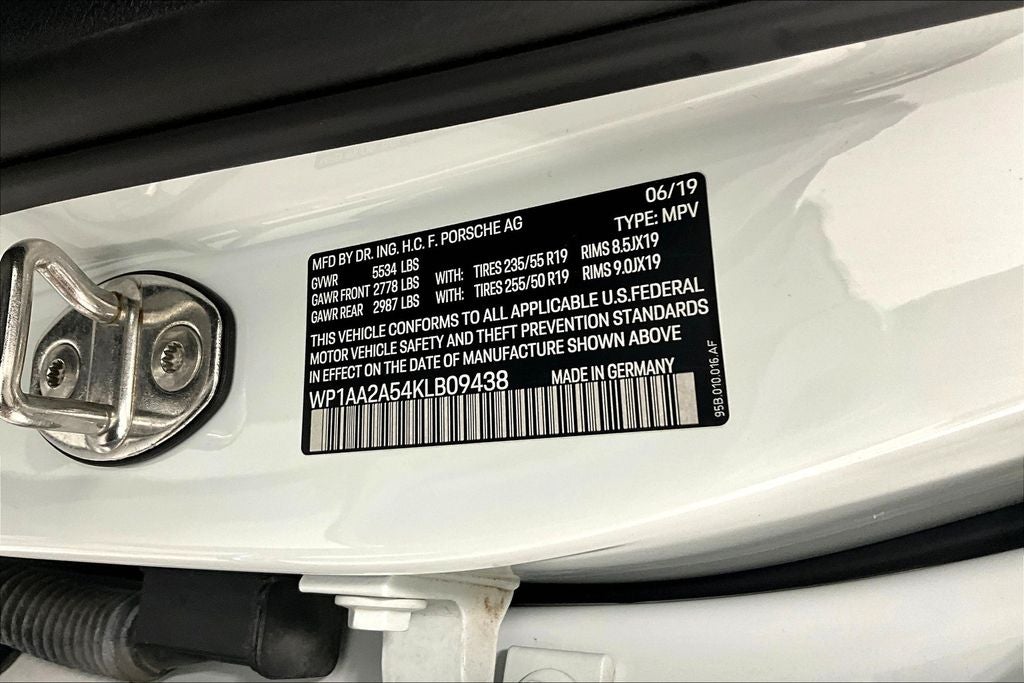 06/19
MFD BY DR. ING. H.C. F. PORSCHE AG TYPE: MPV
GVWR 5534 LBS
GAWR FRONT 2778 LBS WITH: TIRES 235/55 R19 RIMS 8.5JX19
GAWR REAR 2987 LBS WITH: TIRES 255/50 R19 RIMS 9.0JX19
THIS VEHICLE CONFORMS TO ALL APPLICABLE U.S.FEDERAL
MOTOR VEHICLE SAFETY AND THEFT PREVENTION STANDARDS
IN EFFECT ON THE DATE OF MANUFACTURE SHOWN ABOVE
WP1AA2A54KLB09438 MADE IN GERMANY
95B.010.016.AF